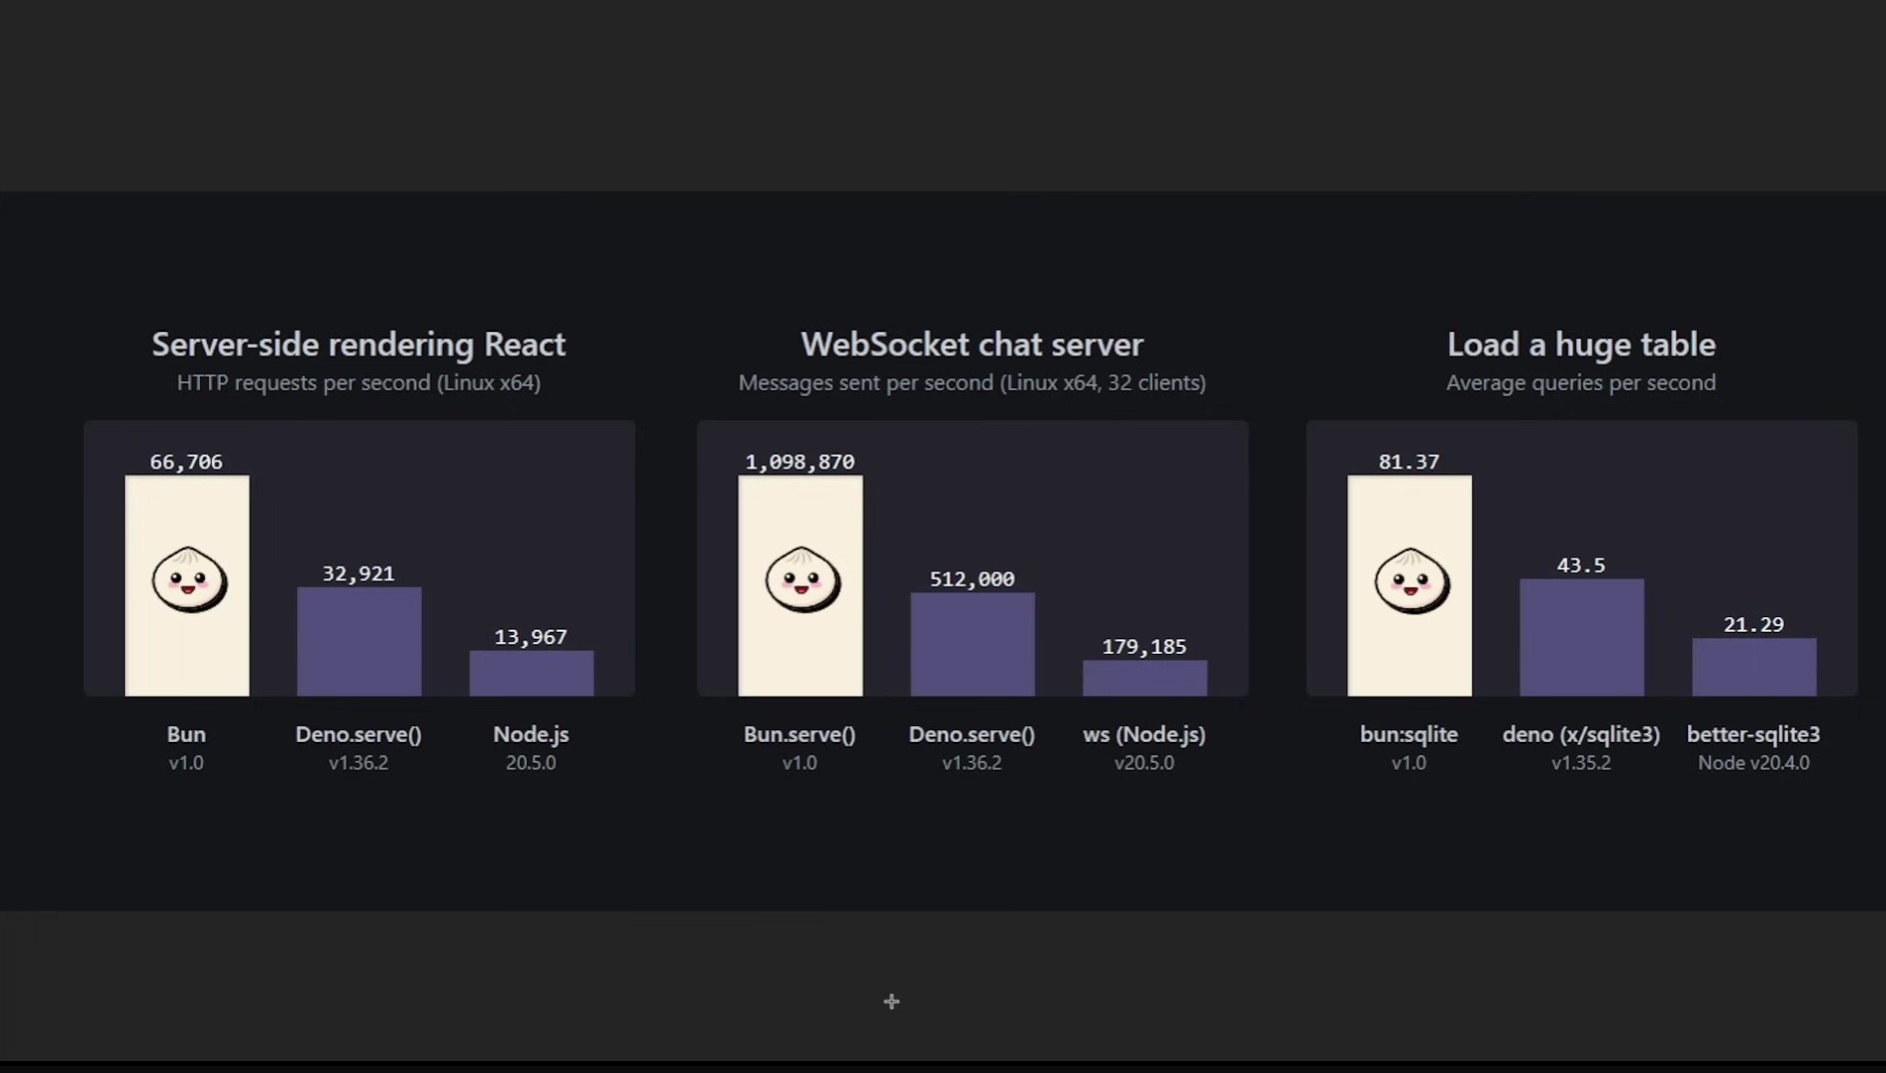 Server-side rendering React
HTTP requests per second (Linux x64)
66,706
32,921
13,967
Bun
v1.0
Deno.serve()
v1.36.2
Node.js
20.5.0
WebSocket chat server
Messages sent per second (Linux x64, 32 clients)
1,098,870
512,000
179,185
Bun.serve()
v1.0
Deno.serve()
v1.36.2
ws (Node.js)
v20.5.0
Load a huge table
Average queries per second
81.37
43.5
21.29
bun:sqlite
v1.0
deno (x/sqlite3)
v1.35.2
better-sqlite3
Node v20.4.0